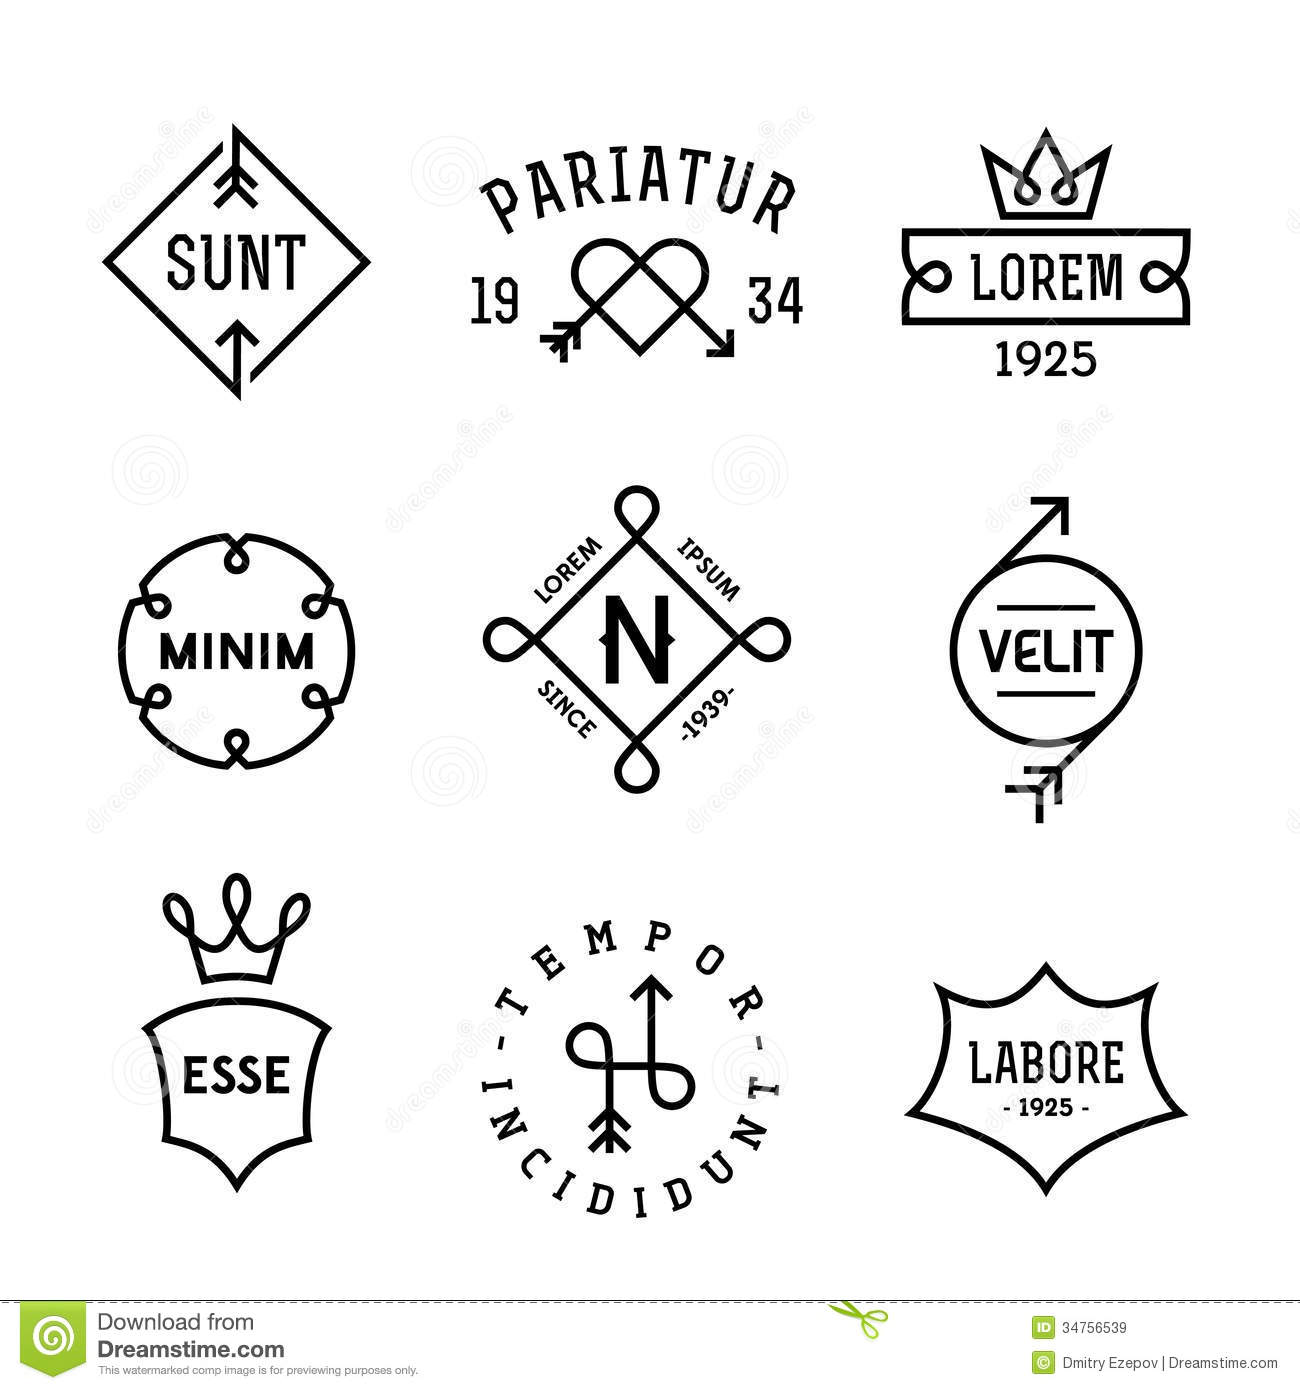 SUNT
PARIATUR
19 34
LOREM
1925
MINIM
LOREM IPSUM
N
SINCE -1939-
VELIT
ESSE
-TEMPOR-
INCIDIDUNT
LABORE
- 1925 -
dreamstime
Download from
Dreamstime.com
This watermarked comp image is for previewing purposes only.
ID 34756539
© Dmitry Ezepov | Dreamstime.com